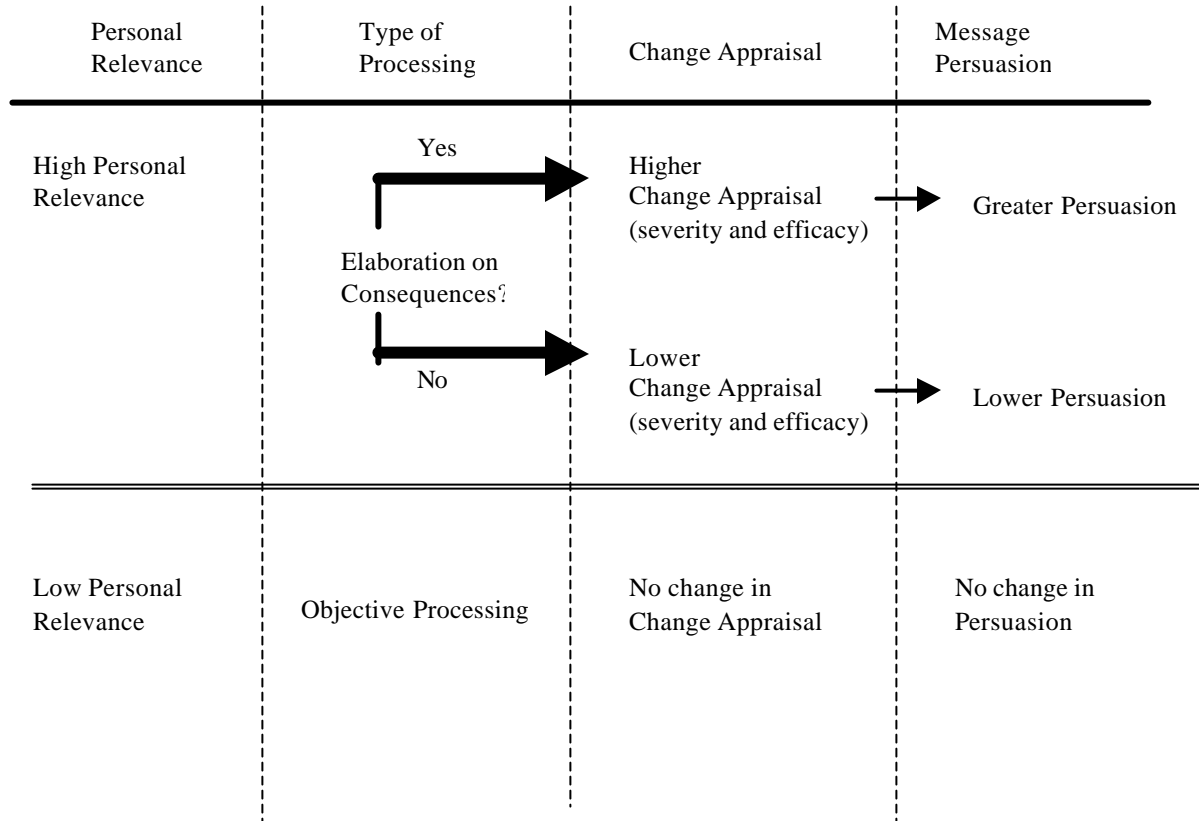 Personal
Relevance
Type of
Processing
Change Appraisal
Message
Persuasion
High Personal
Relevance
Yes
Elaboration on
Consequences?
No
Higher
Change Appraisal
(severity and efficacy)
Greater Persuasion
Lower
Change Appraisal
(severity and efficacy)
Lower Persuasion
Low Personal
Relevance
Objective Processing
No change in
Change Appraisal
No change in
Persuasion